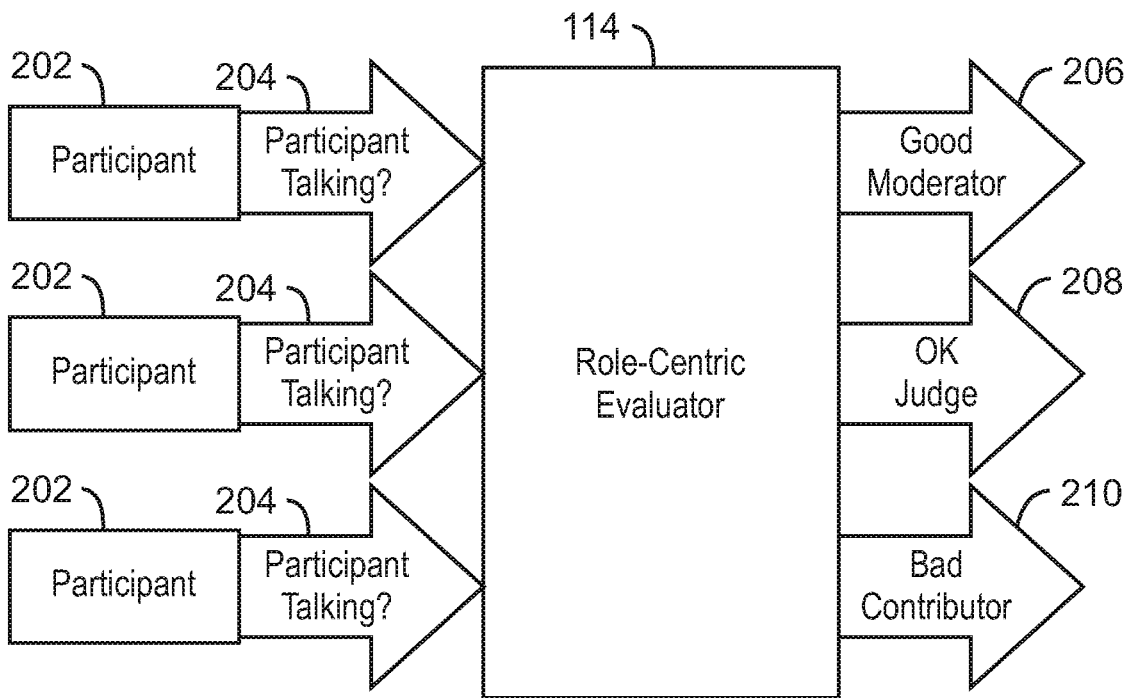 114
202
204
206
Participant
Participant
Talking?
Good
Moderator
202
204
208
Participant
Participant
Talking?
Role-Centric
Evaluator
OK
Judge
202
204
210
Participant
Participant
Talking?
Bad
Contributor